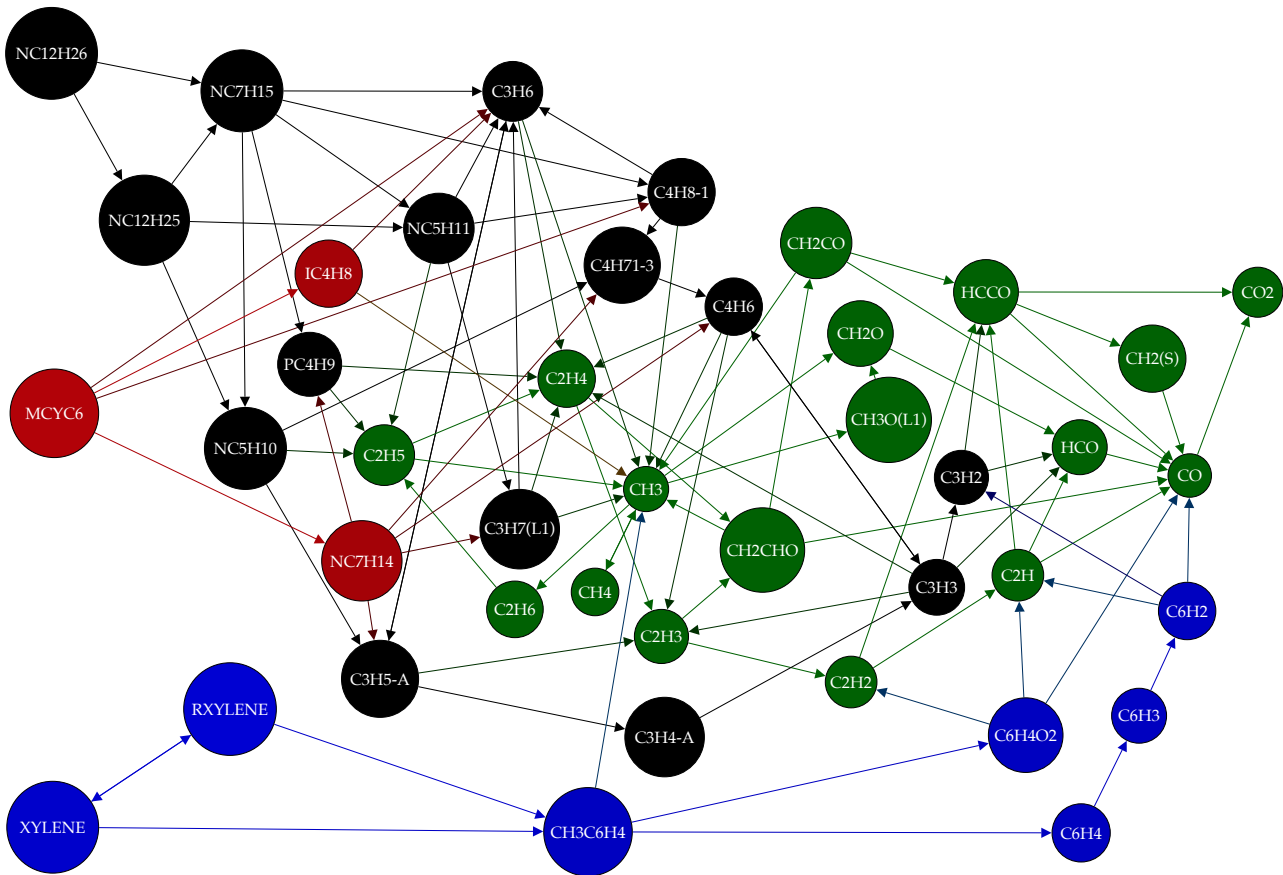 NC12H26
NC7H15
C3H6
C4H8-1
NC12H25
NC5H11
CH2CO
C4H71-3
IC4H8
HCCO
CO2
C4H6
CH2O
CH2(S)
PC4H9
C2H4
MCYC6
CH3O(L1)
NC5H10
C2H5
HCO
C3H2
CO
CH3
C3H7(L1)
CH2CHO
NC7H14
C2H
C3H3
CH4
C2H6
C6H2
C2H3
C3H5-A
C2H2
RXYLENE
C6H3
C3H4-A
C6H4O2
XYLENE
CH3C6H4
C6H4